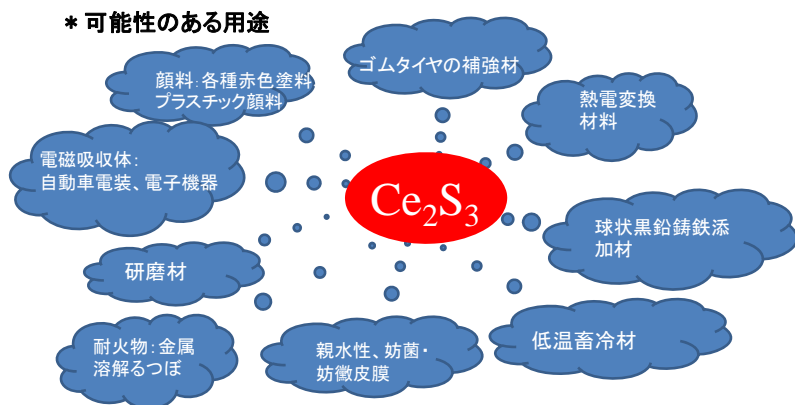 ＊可能性のある用途
ゴムタイヤの補強材
顔料：各種赤色塗料、
プラスチック顔料
熱電変換
材料
電磁吸収体：
自動車電装、電子機器
Ce₂S₃
球状黒鉛鋳鉄添
加材
研磨材
低温畜冷材
耐火物：金属
溶解るつぼ
親水性、妨菌・
妨黴皮膜